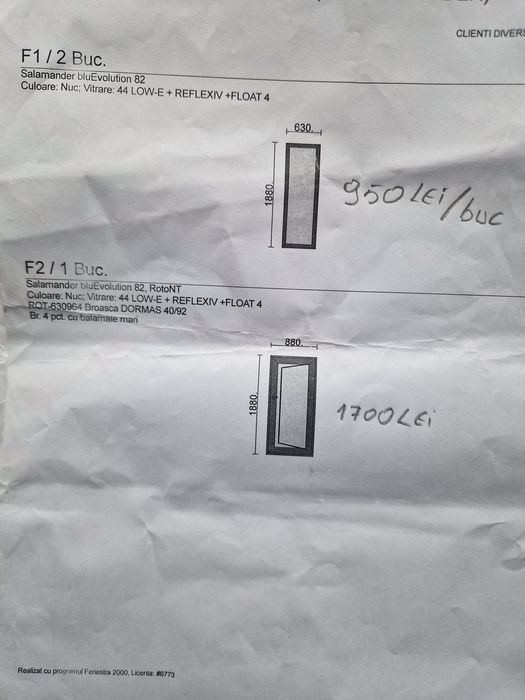 CLIENTI DIVERS
F1 / 2 Buc.
Salamander bluEvolution 82
Culoare: Nuc; Vitrare: 44 LOW-E + REFLEXIV +FLOAT 4
630.
1880.
950 LEI/buc
F2 / 1 Buc.
Salamander bluEvolution 82, RotoNT
Culoare: Nuc; Vitrare: 44 LOW-E + REFLEXIV +FLOAT 4
ROT-630964 Broasca DORMAS 40/92
Br. 4 pct. cu balamale mari
880.
1880.
1700 LEI
Realizat cu programul Fenestra 2000, Licenta: #6773